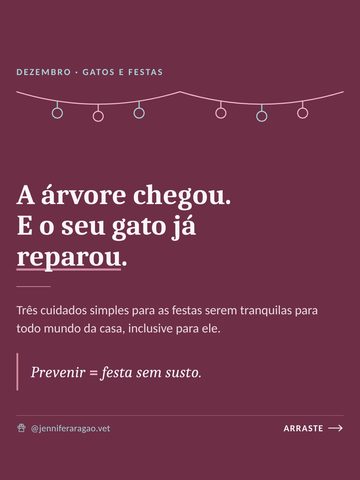 DEZEMBRO · GATOS E FESTAS
A árvore chegou.
E o seu gato já
reparou.
Três cuidados simples para as festas serem tranquilas para
todo mundo da casa, inclusive para ele.
Prevenir = festa sem susto.
@jenniferaragao.vet
ARRASTE →